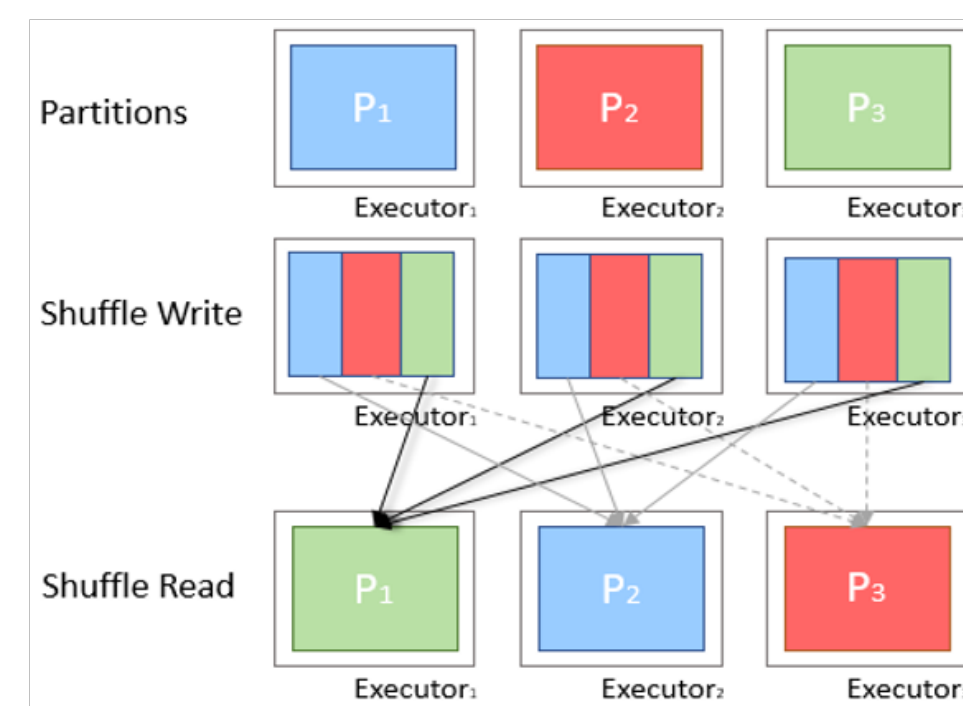 P1 P2 P3
Partitions
Executor1 Executor2 Executor
Shuffle Write
Executor1 Executor2 Executor
Shuffle Read
P1 P2 P3
Executor1 Executor2 Executor